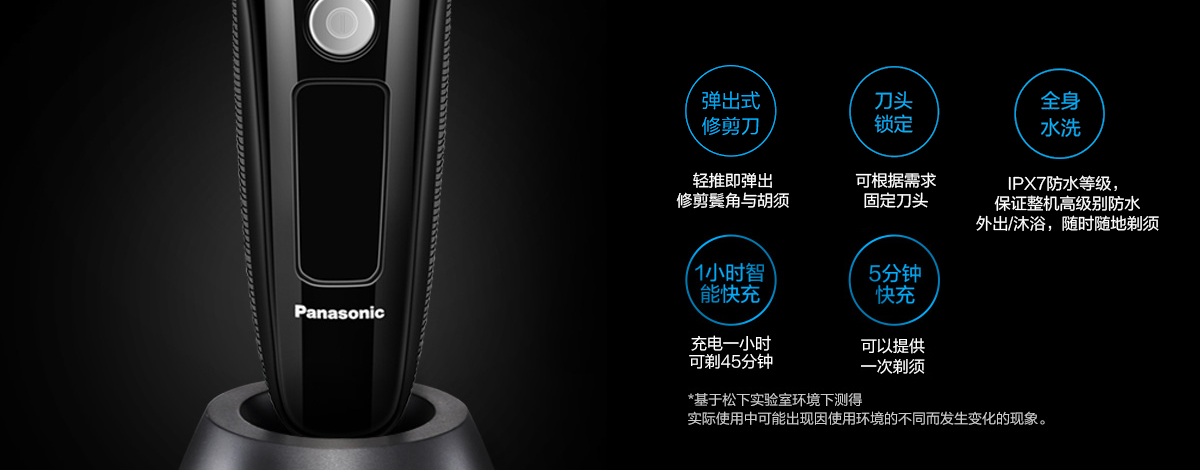 Panasonic
弹出式
修剪刀
轻推即弹出
修剪鬓角与胡须
刀头
锁定
可根据需求
固定刀头
全身
水洗
IPX7防水等级，
保证整机高级别防水
外出/沐浴，随时随地剃须
1小时智
能快充
充电一小时
可剃45分钟
5分钟
快充
可以提供
一次剃须
*基于松下实验室环境下测得
实际使用中可能出现因使用环境的不同而发生变化的现象。